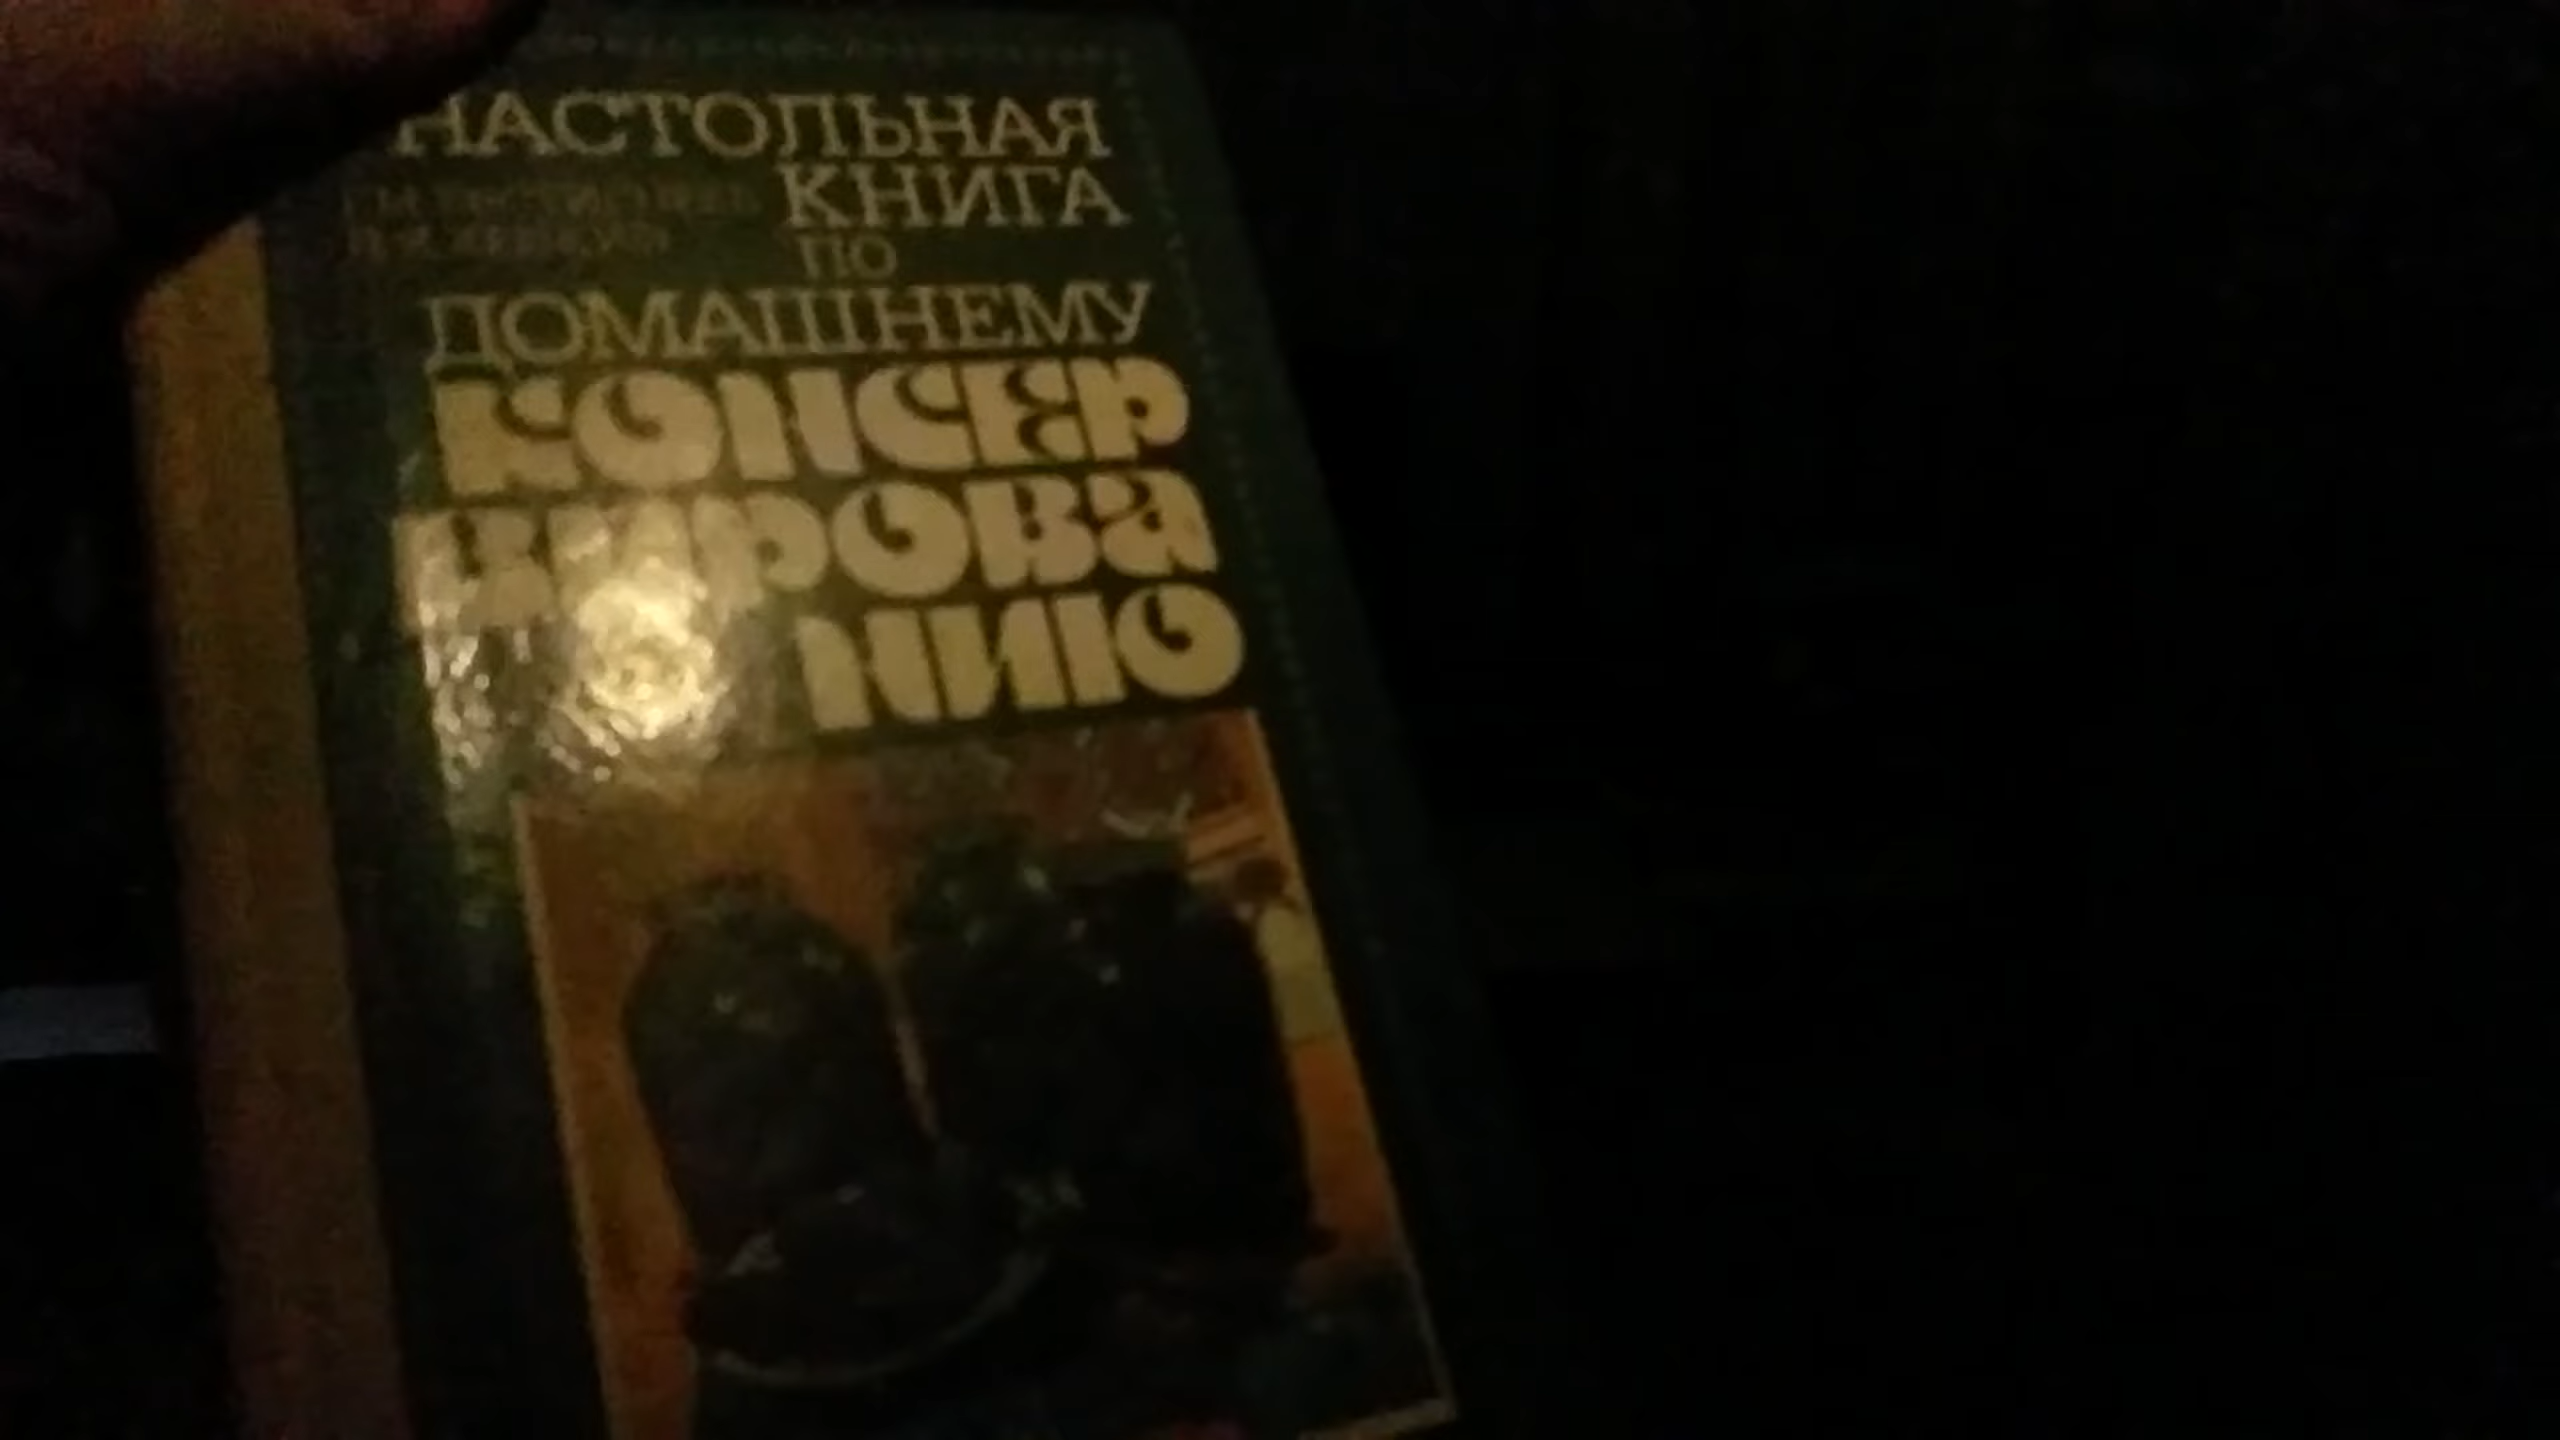 НАСТОЛЬНАЯ
КНИГА
ПО
ДОМАШНЕМУ
КОНСЕР
ВИРОВА
НИЮ